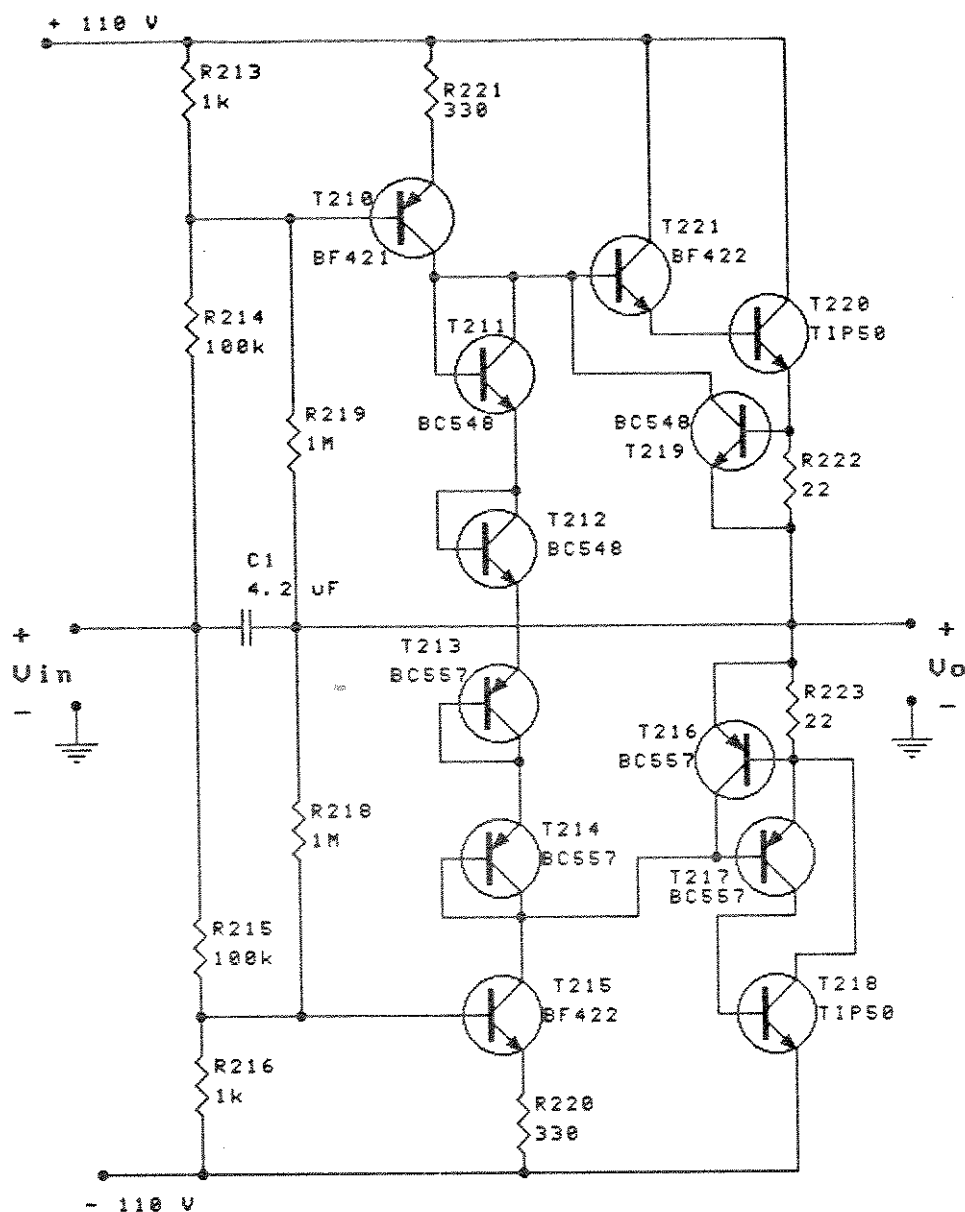 + 110 V
R213
1k
R221
330
T210
BF421
T221
BF422
T220
TIP50
R214
100k
T211
BC548
R219
1M
BC548
T219
R222
22
T212
BC548
C1
4.2 uF
+
Vin
-
+
Vo
-
T213
BC557
R223
22
T216
BC557
R218
1M
T214
BC557
T217
BC557
R215
100k
T215
BF422
T218
TIP50
R216
1k
R220
330
- 110 V